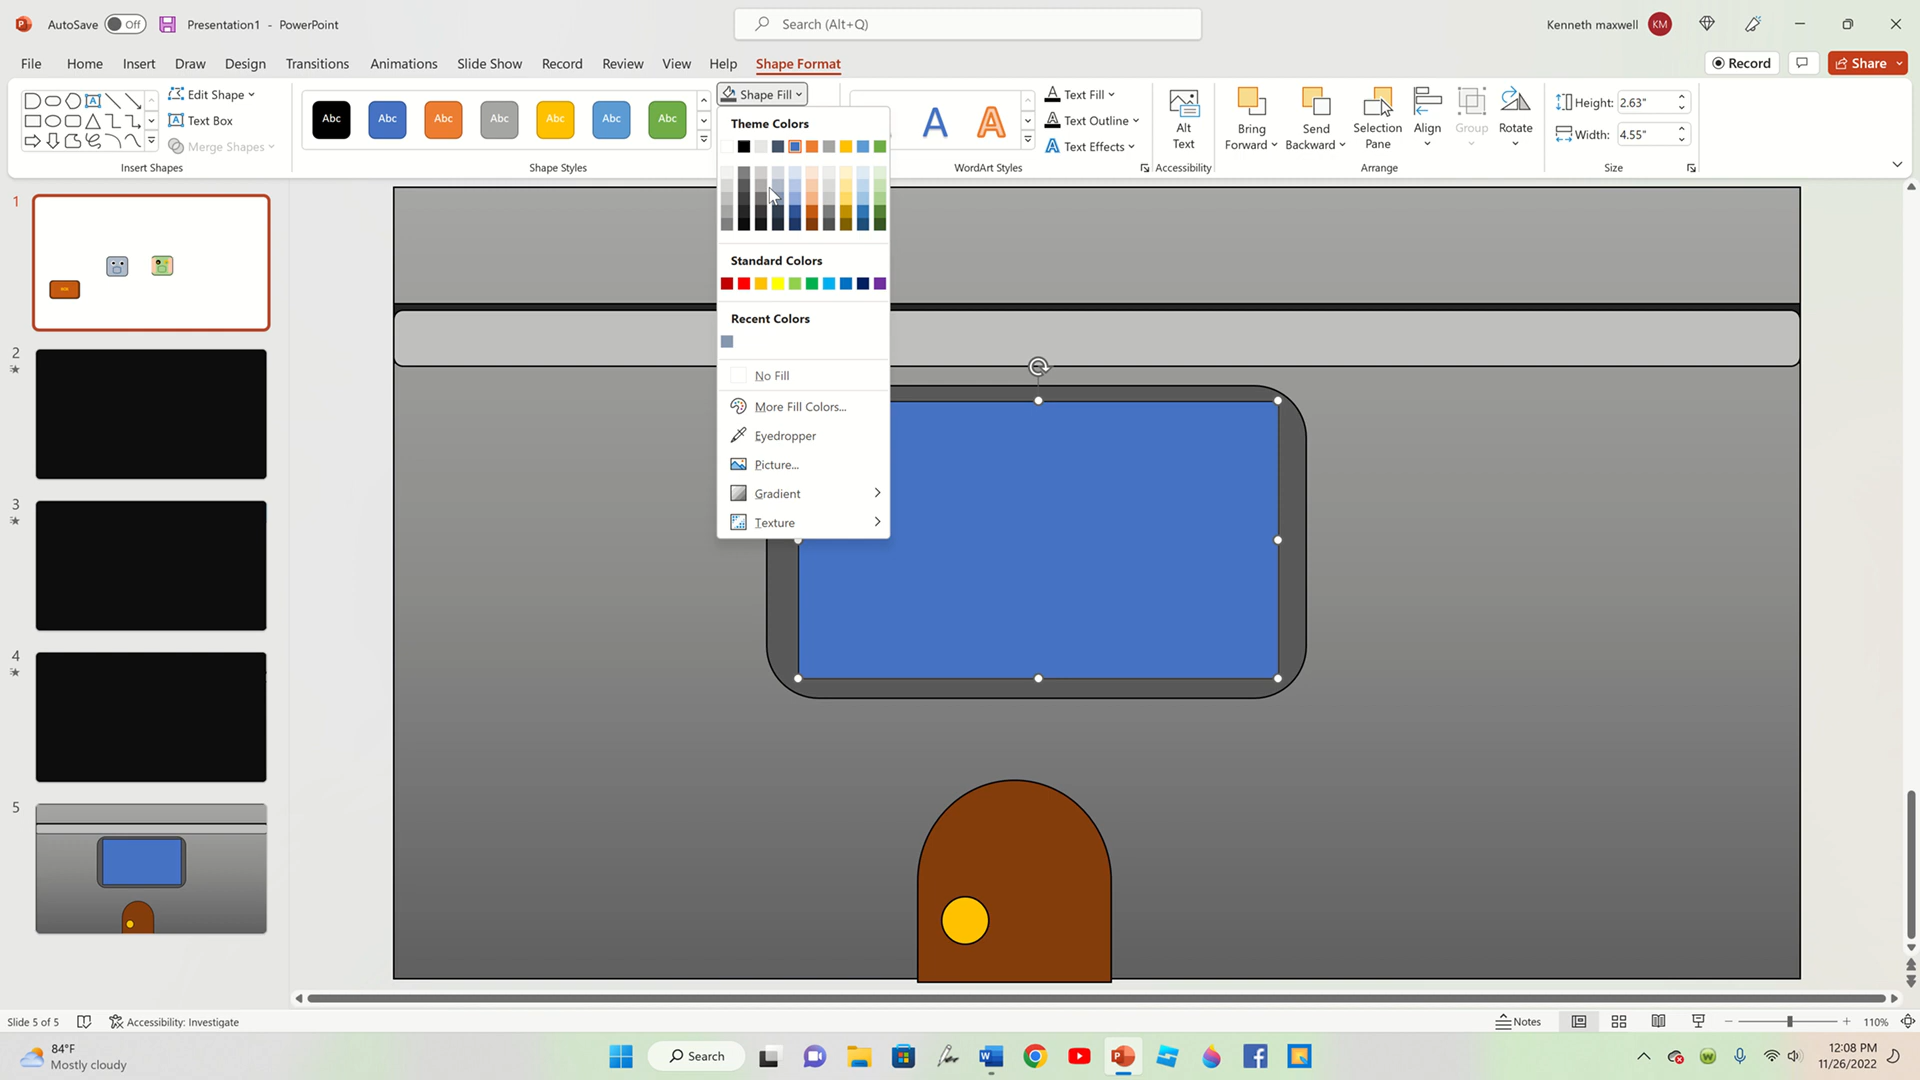 AutoSave Off Presentation1 - PowerPoint Search (Alt+Q) Kenneth maxwell KM
File Home Insert Draw Design Transitions Animations Slide Show Record Review View Help Shape Format Record Share
Edit Shape Abc Abc Abc Abc Abc Abc Abc Shape Fill A A Text Fill Height: 2.63"
Text Box Text Outline Alt Text Bring Forward Send Backward Selection Pane Align Group Rotate
Merge Shapes Text Effects Width: 4.55"
Insert Shapes Shape Styles WordArt Styles Accessibility Arrange Size
Theme Colors
Standard Colors
Recent Colors
No Fill
More Fill Colors...
Eyedropper
Picture...
Gradient
Texture
1
2
3
4
5
Slide 5 of 5 Accessibility: Investigate Notes 110%
84°F
Mostly cloudy
Search
12:08 PM
11/26/2022